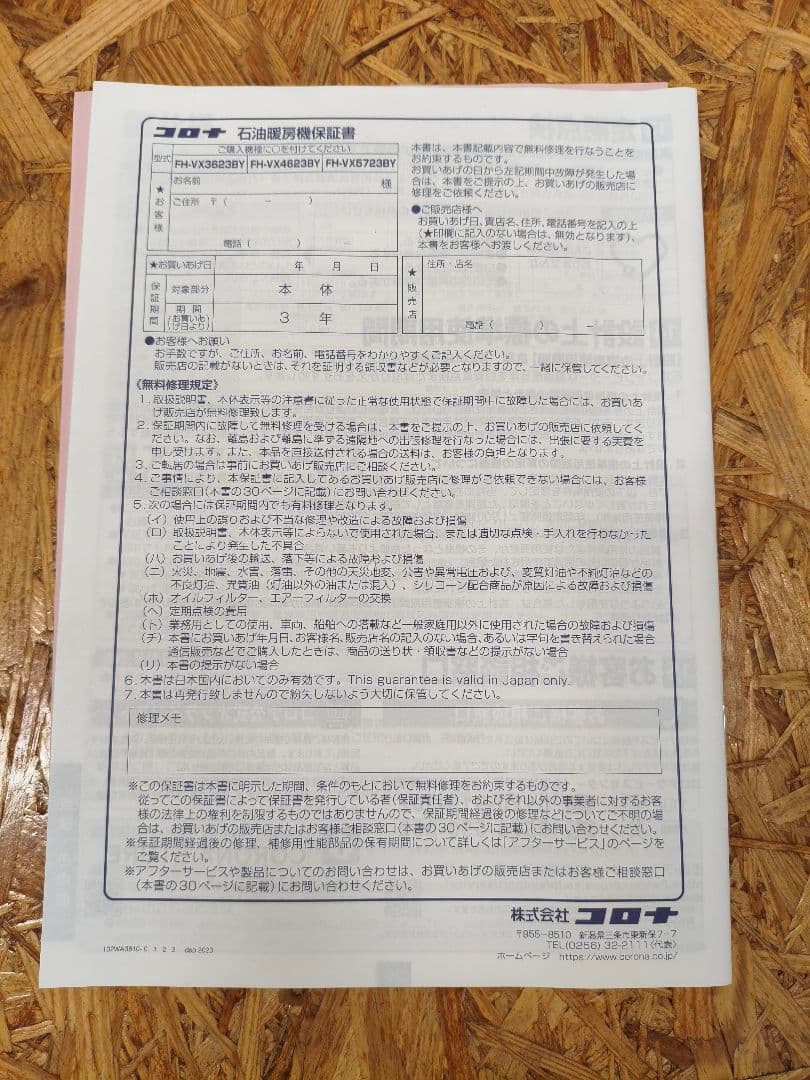 コロナ 石油暖房機保証書
ご購入機種に○を付けてください
型式 FH-VX3623BY FH-VX4623BY FH-VX5723BY
★お客様
お名前 様
ご住所 〒( - )
電話( ) -
本書は、本書記載内容で無料修理を行なうことを
お約束するものです。
お買いあげの日から左記期間中故障が発生した場
合は、本書をご提示の上、お買いあげの販売店に
修理をご依頼ください。
●ご販売店様へ
お買いあげ日、貴店名、住所、電話番号を記入の上
(★印欄に記入のない場合は、無効となります)、
本書をお客様へお渡しください。
★お買いあげ日 年 月 日
保証期間
対象部分 本体
期間(お買いあげ日より) 3 年
★販売店
住所・店名
電話( ) -
●お客様へお願い
お手数ですが、ご住所、お名前、電話番号をわかりやすくご記入ください。
販売店の記載がないときは、それを証明する領収書などが必要となりますので、一緒に保管してください。
《無料修理規定》
1. 取扱説明書、本体表示等の注意書に従った正常な使用状態で保証期間中に故障した場合には、お買いあ
げ販売店が無料修理致します。
2. 保証期間内に故障して無料修理を受ける場合は、本書をご提示の上、お買いあげの販売店に依頼してく
ださい。なお、離島および離島に準ずる遠隔地への出張修理を行なった場合には、出張に要する実費を
申し受けます。また、本品を直接送付される場合の送料は、お客様の負担となります。
3. ご転居の場合は事前にお買いあげ販売店にご相談ください。
4. ご事情により、本保証書に記入してあるお買いあげ販売店に修理がご依頼できない場合には、お客様
ご相談窓口(本書の30ページに記載)にお問い合わせください。
5. 次の場合には保証期間内でも有料修理となります。
(イ) 使用上の誤りおよび不当な修理や改造による故障および損傷
(ロ) 取扱説明書、本体表示等によらないで使用された場合、または適切な点検・手入れを行わなかった
ことにより発生した不具合
(ハ) お買いあげ後の輸送、落下等による故障および損傷
(ニ) 火災、地震、水害、落雷、その他の天災地変、公害や異常電圧および、変質灯油や不純灯油などの
不良灯油、異質油(灯油以外の油または混入)、シリコーン配合商品が原因による故障および損傷
(ホ) オイルフィルター、エアーフィルターの交換
(ヘ) 定期点検の費用
(ト) 業務用としての使用、車両、船舶への搭載など一般家庭用以外に使用された場合の故障および損傷
(チ) 本書にお買いあげ年月日、お客様名、販売店名の記入のない場合、あるいは字句を書き替えられた場合
通信販売などでご購入したときは、商品の送り状・領収書などの提示がない場合
(リ) 本書の提示がない場合
6. 本書は日本国内においてのみ有効です。This guarantee is valid in Japan only.
7. 本書は再発行致しませんので紛失しないよう大切に保管してください。
修理メモ
※この保証書は本書に明示した期間、条件のもとにおいて無料修理をお約束するものです。
従ってこの保証書によって保証書を発行している者(保証責任者)、およびそれ以外の事業者に対するお客
様の法律上の権利を制限するものではありませんので、保証期間経過後の修理などについてご不明の場
合は、お買いあげの販売店またはお客様ご相談窓口(本書の30ページに記載)にお問い合わせください。
※保証期間経過後の修理、補修用性能部品の保有期間について詳しくは「アフターサービス」のページを
ご覧ください。
※アフターサービスや製品についてのお問い合わせは、お買いあげの販売店またはお客様ご相談窓口
(本書の30ページに記載)にお問い合わせください。
株式会社 コロナ
〒955-8510 新潟県三条市東新保7-7
TEL(0256) 32-2111(代表)
ホームページ https://www.corona.co.jp/